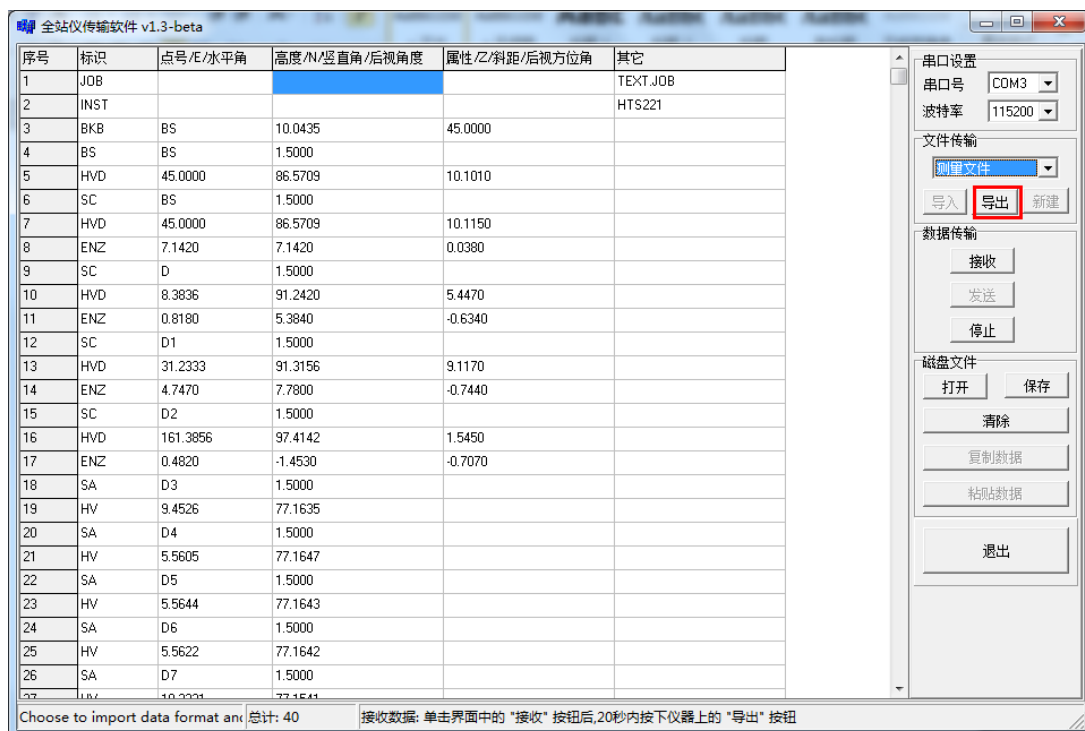 全站仪传输软件 v1.3-beta
序号 标识 点号/E/水平角 高度/N/竖直角/后视角度 属性/Z/斜距/后视方位角 其它
1 JOB TEXT.JOB
2 INST HTS221
3 BKB BS 10.0435 45.0000
4 BS BS 1.5000
5 HVD 45.0000 86.5709 10.1010
6 SC BS 1.5000
7 HVD 45.0000 86.5709 10.1150
8 ENZ 7.1420 7.1420 0.0380
9 SC D 1.5000
10 HVD 8.3836 91.2420 5.4470
11 ENZ 0.8180 5.3840 -0.6340
12 SC D1 1.5000
13 HVD 31.2333 91.3156 9.1170
14 ENZ 4.7470 7.7800 -0.7440
15 SC D2 1.5000
16 HVD 161.3856 97.4142 1.5450
17 ENZ 0.4820 -1.4530 -0.7070
18 SA D3 1.5000
19 HV 9.4526 77.1635
20 SA D4 1.5000
21 HV 5.5605 77.1647
22 SA D5 1.5000
23 HV 5.5644 77.1643
24 SA D6 1.5000
25 HV 5.5622 77.1642
26 SA D7 1.5000
串口设置
串口号 COM3
波特率 115200
文件传输
测量文件
导入 导出 新建
数据传输
接收
发送
停止
磁盘文件
打开 保存
清除
复制数据
粘贴数据
退出
Choose to import data format an 总计: 40 接收数据: 单击界面中的 "接收" 按钮后,20秒内按下仪器上的 "导出" 按钮